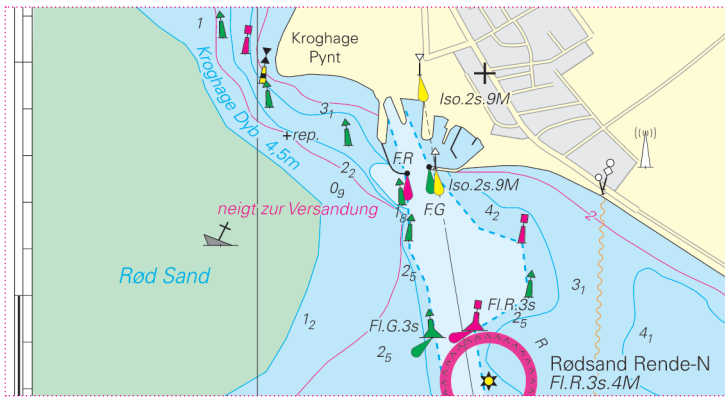 1
Kroghage
Pynt
Kroghage Dyb 4,5m
Iso.2s.9M
3₁
+rep.
2₂
0₉
F.R
Iso.2s.9M
F.G
neigt zur Versandung
1₈
4₂
2
Rød Sand
2₅
3₁
1₂
Fl.R.3s
2₅
Fl.G.3s
2₅
R
4₁
Rødsand Rende-N
Fl.R.3s.4M